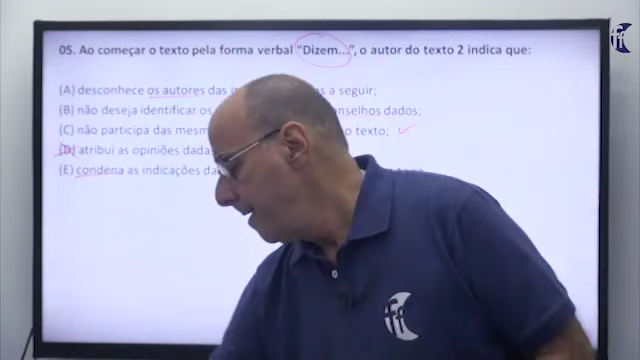 05. Ao começar o texto pela forma verbal “Dizem...”, o autor do texto 2 indica que:
(A) desconhece os autores das in as a seguir;
(B) não deseja identificar os onselhos dados;
(C) não participa das mesm o texto;
(D) atribui as opiniões dadas
(E) condena as indicações da